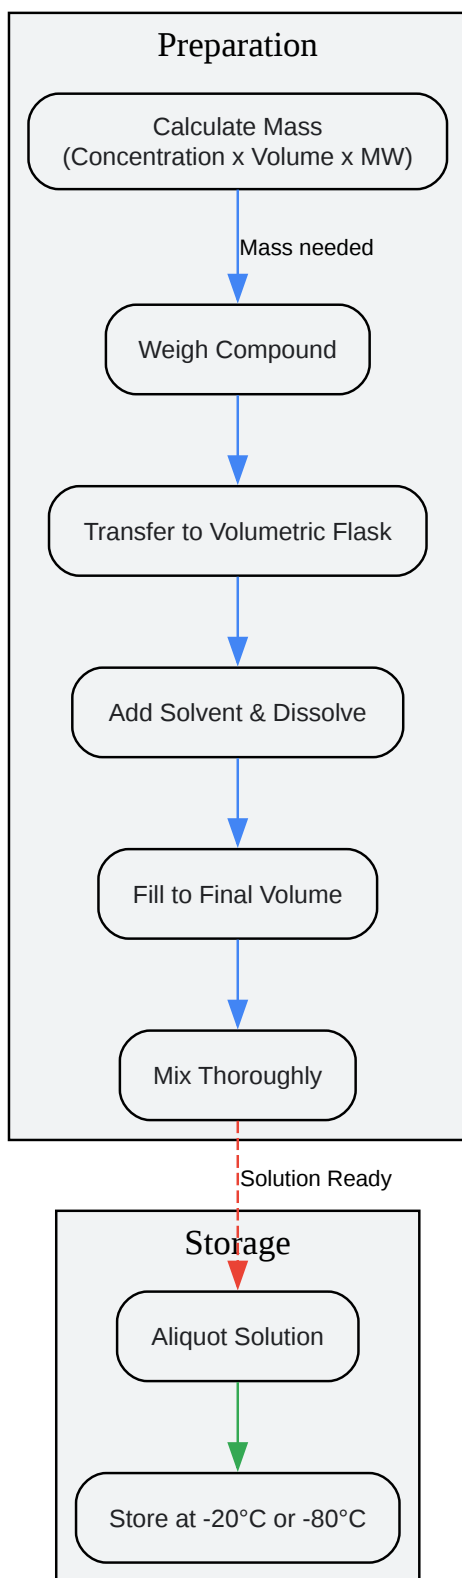 Preparation
Calculate Mass
(Concentration x Volume x MW)
Mass needed
Weigh Compound
Transfer to Volumetric Flask
Add Solvent & Dissolve
Fill to Final Volume
Mix Thoroughly
Solution Ready
Storage
Aliquot Solution
Store at -20°C or -80°C